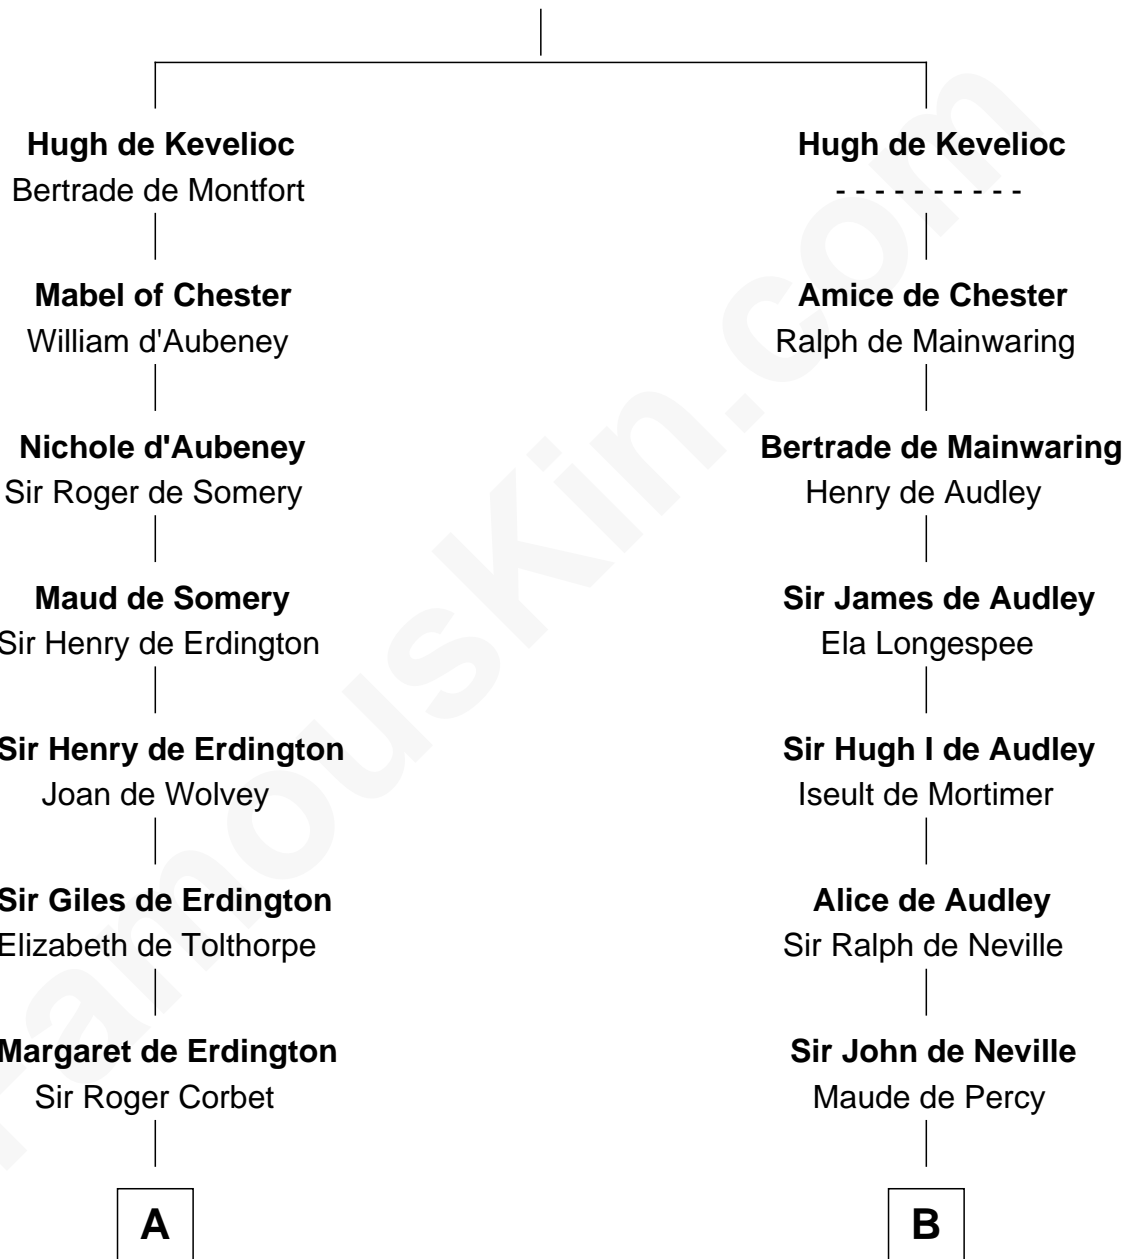 Hugh de Kevelioc
Bertrade de Montfort
Mabel of Chester
William d'Aubeney
Nichole d'Aubeney
Sir Roger de Somery
Maud de Somery
Sir Henry de Erdington
Sir Henry de Erdington
Joan de Wolvey
Sir Giles de Erdington
Elizabeth de Tolthorpe
Margaret de Erdington
Sir Roger Corbet
A
Hugh de Kevelioc
- - - - - - - - - -
Amice de Chester
Ralph de Mainwaring
Bertrade de Mainwaring
Henry de Audley
Sir James de Audley
Ela Longespee
Sir Hugh I de Audley
Iseult de Mortimer
Alice de Audley
Sir Ralph de Neville
Sir John de Neville
Maude de Percy
B
FamousKin.com